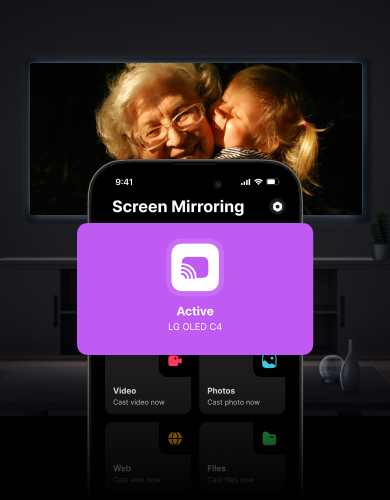 9:41
Screen Mirroring
Active
LG OLED C4
Video
Cast video now
Photos
Cast photo now
Web
Cast web now
Files
Cast files now